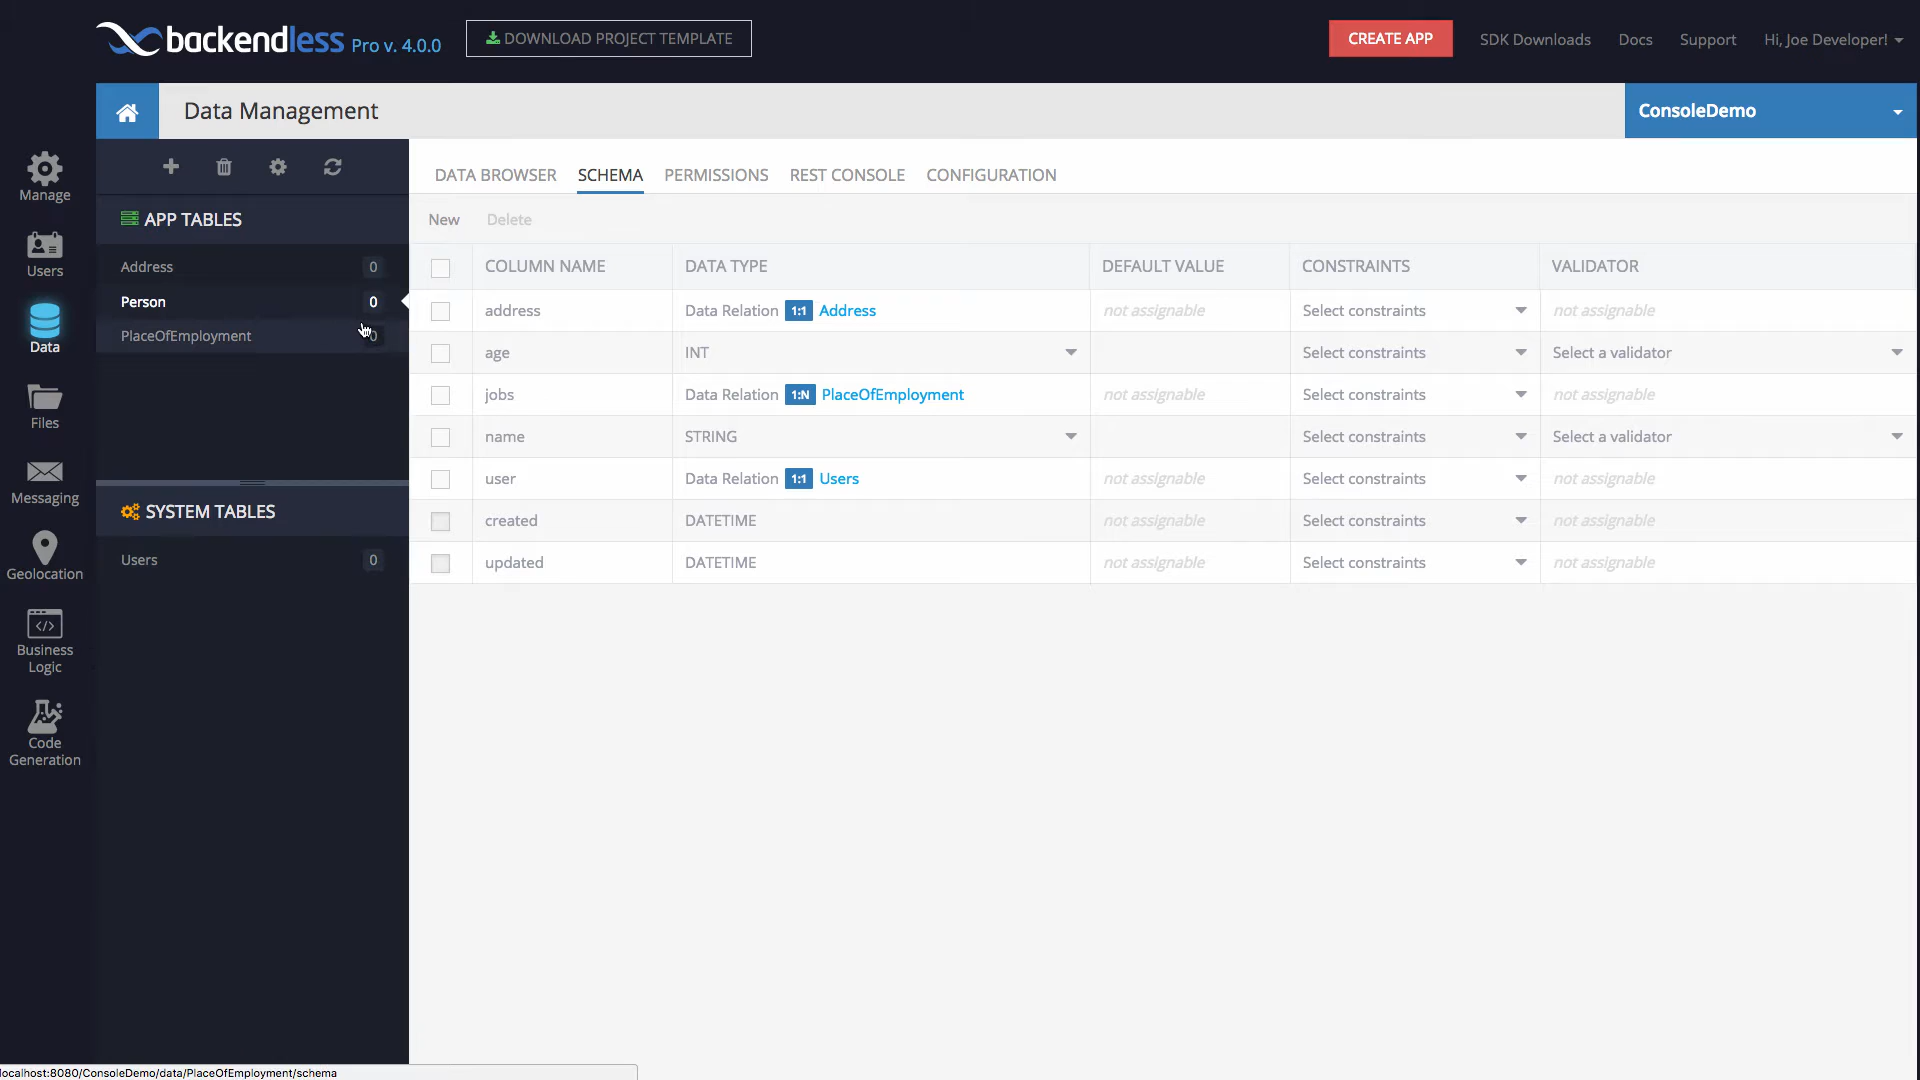 backendless Pro v. 4.0.0
DOWNLOAD PROJECT TEMPLATE
CREATE APP
SDK Downloads
Docs
Support
Hi, Joe Developer!
Data Management
ConsoleDemo
Manage
Users
Data
Files
Messaging
Geolocation
Business
Logic
Code
Generation
APP TABLES
Address 0
Person 0
PlaceOfEmployment 0
SYSTEM TABLES
Users 0
DATA BROWSER SCHEMA PERMISSIONS REST CONSOLE CONFIGURATION
New Delete
COLUMN NAME DATA TYPE DEFAULT VALUE CONSTRAINTS VALIDATOR
address Data Relation 1:1 Address not assignable Select constraints not assignable
age INT Select constraints Select a validator
jobs Data Relation 1:N PlaceOfEmployment not assignable Select constraints not assignable
name STRING Select constraints Select a validator
user Data Relation 1:1 Users not assignable Select constraints not assignable
created DATETIME not assignable Select constraints not assignable
updated DATETIME not assignable Select constraints not assignable
localhost:8080/ConsoleDemo/data/PlaceOfEmployment/schema